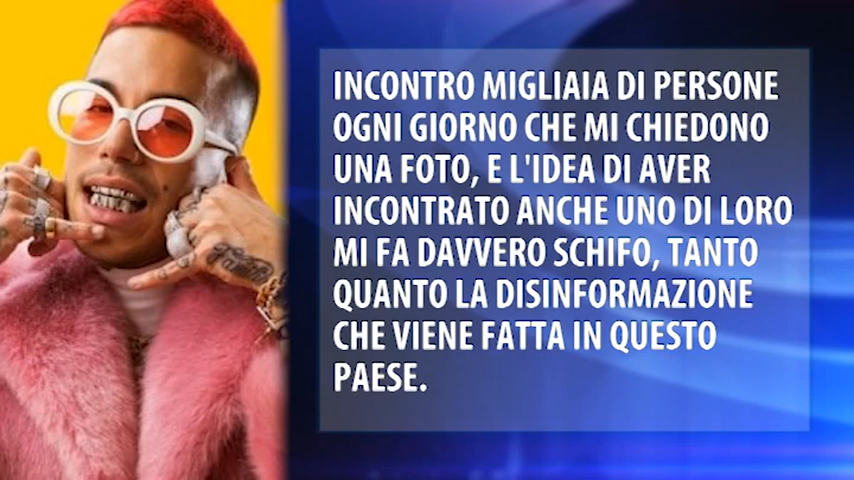 INCONTRO MIGLIAIA DI PERSONE
OGNI GIORNO CHE MI CHIEDONO
UNA FOTO, E L'IDEA DI AVER
INCONTRATO ANCHE UNO DI LORO
MI FA DAVVERO SCHIFO, TANTO
QUANTO LA DISINFORMAZIONE
CHE VIENE FATTA IN QUESTO
PAESE.